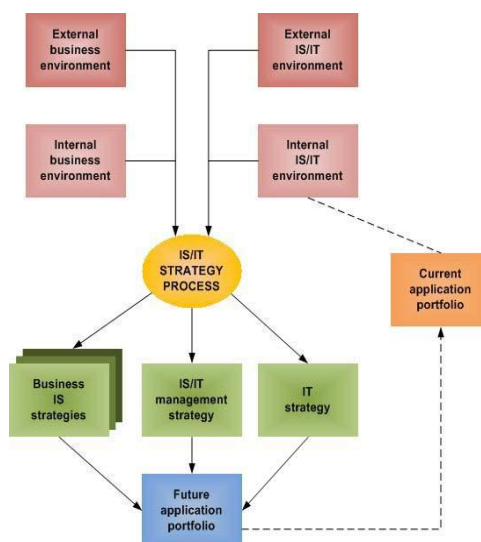 External
business
environment
External
IS/IT
environment
Internal
business
environment
Internal
IS/IT
environment
IS/IT
STRATEGY
PROCESS
Current
application
portfolio
Business
IS
strategies
IS/IT
management
strategy
IT
strategy
Future
application
portfolio